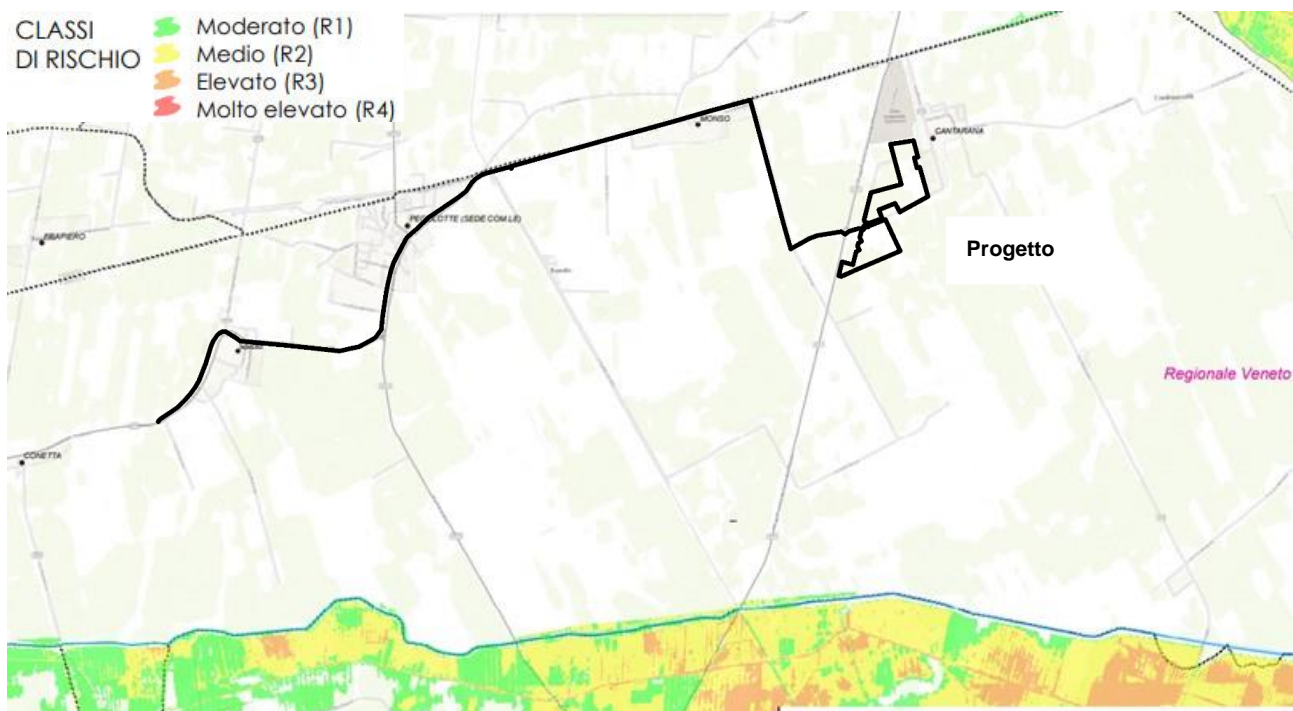 CLASSI
DI RISCHIO
Moderato (R1)
Medio (R2)
Elevato (R3)
Molto elevato (R4)
MONSO
CANTARANA
PEGOLOTTE (SEDE COM.LE)
Progetto
Regionale Veneto
CONETTA